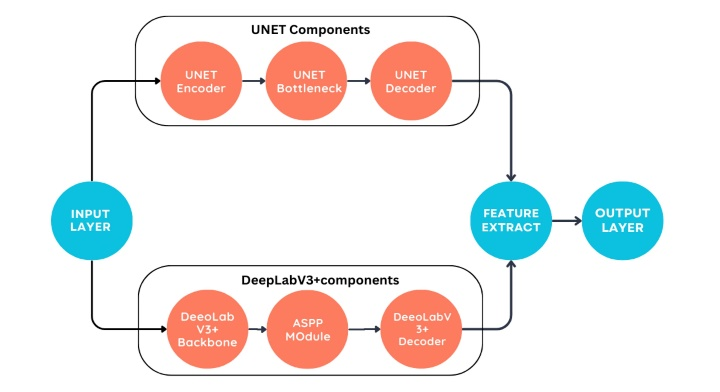 UNET Components
UNET
Encoder
UNET
Bottleneck
UNET
Decoder
INPUT
LAYER
FEATURE
EXTRACT
OUTPUT
LAYER
DeepLabV3+components
DeeoLab
V3+
Backbone
ASPP
MOdule
DeeoLabV
3+
Decoder